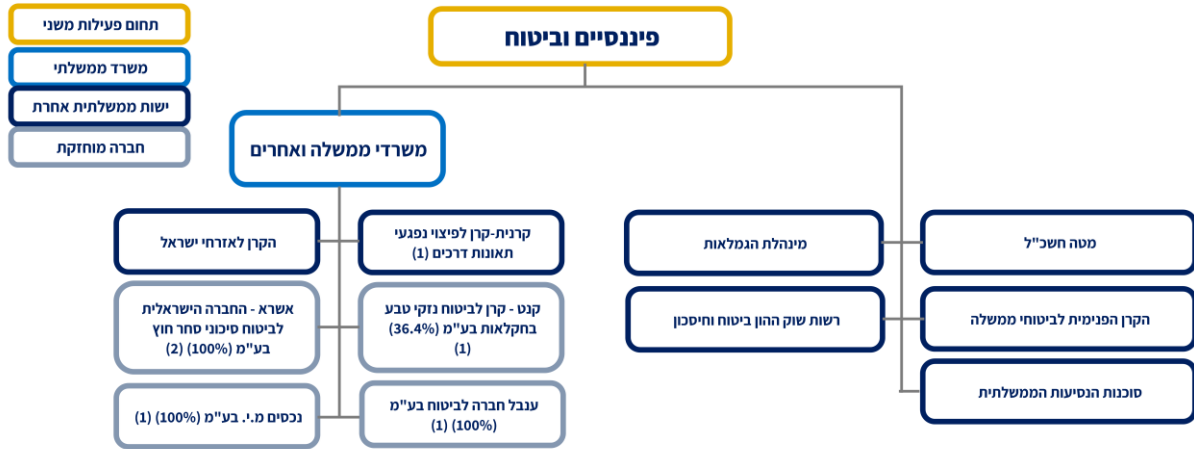 פיננסיים וביטוח
תחום פעילות משני
משרד ממשלתי
ישות ממשלתית אחרת
חברה מוחזקת
משרדי ממשלה ואחרים
מטה חשכ"ל
מינהלת הגמלאות
הקרן הפנימית לביטוחי ממשלה
רשות שוק ההון ביטוח וחיסכון
סוכנות הנסיעות הממשלתית
קרנית-קרן לפיצוי נפגעי
תאונות דרכים (1)
הקרן לאזרחי ישראל
קנט - קרן לביטוח נזקי טבע
בחקלאות בע"מ (36.4%)
(1)
אשרא - החברה הישראלית
לביטוח סיכוני סחר חוץ
בע"מ (100%) (2)
ענבל חברה לביטוח בע"מ
(100%) (1)
נכסים מ.י. בע"מ (100%) (1)